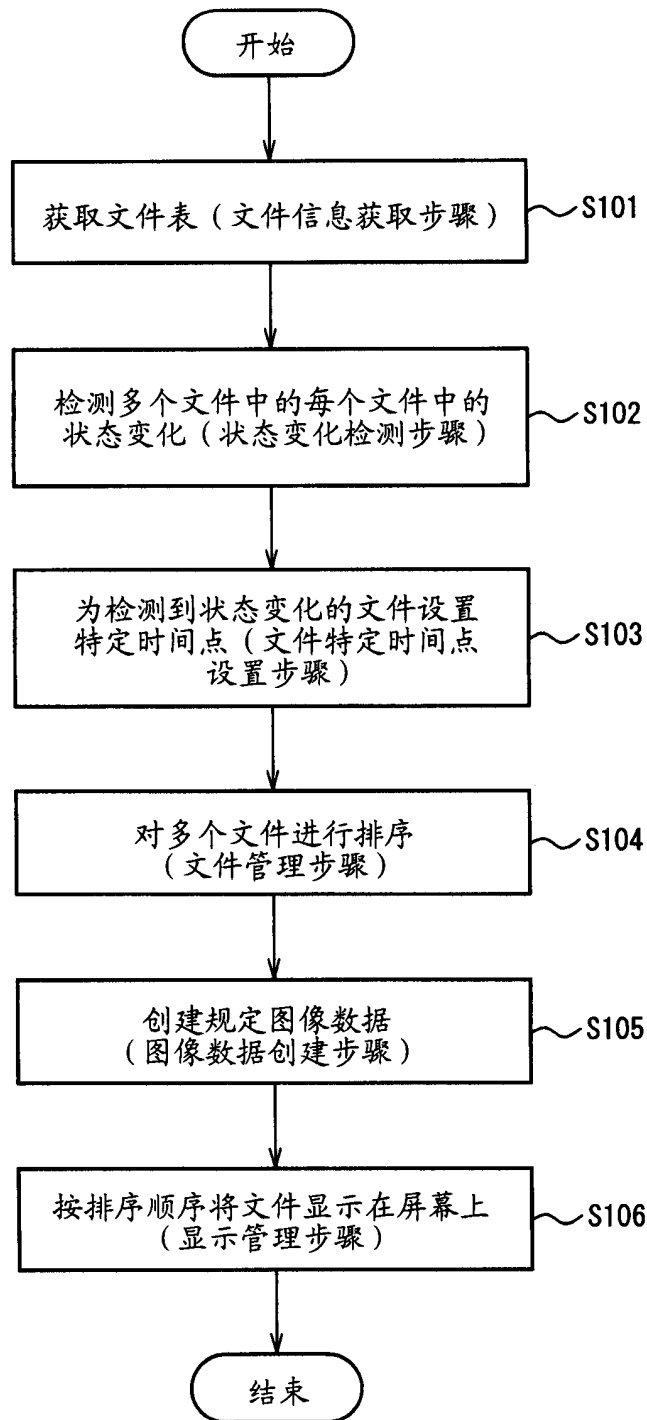 开始
获取文件表(文件信息获取步骤)
S101
检测多个文件中的每个文件中的
状态变化(状态变化检测步骤)
S102
为检测到状态变化的文件设置
特定时间点(文件特定时间点
设置步骤)
S103
对多个文件进行排序
(文件管理步骤)
S104
创建规定图像数据
(图像数据创建步骤)
S105
按排序顺序将文件显示在屏幕上
(显示管理步骤)
S106
结束